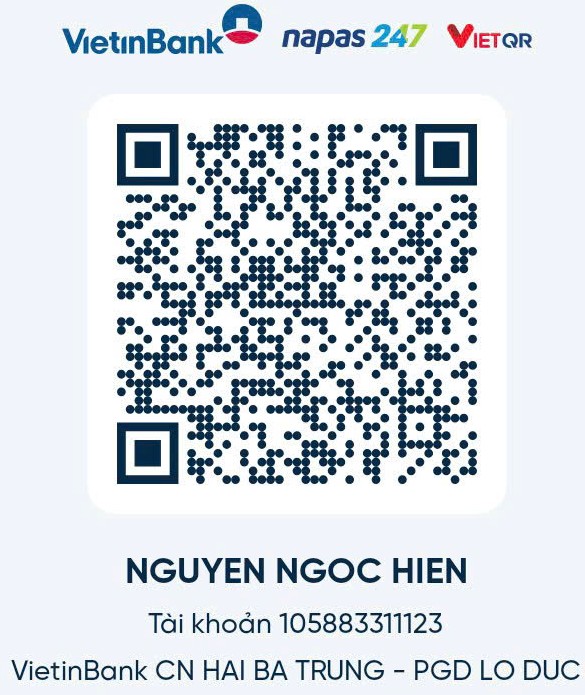 VietinBank napas 247 VIETQR
NGUYEN NGOC HIEN
Tài khoản 105883311123
VietinBank CN HAI BA TRUNG - PGD LO DUC